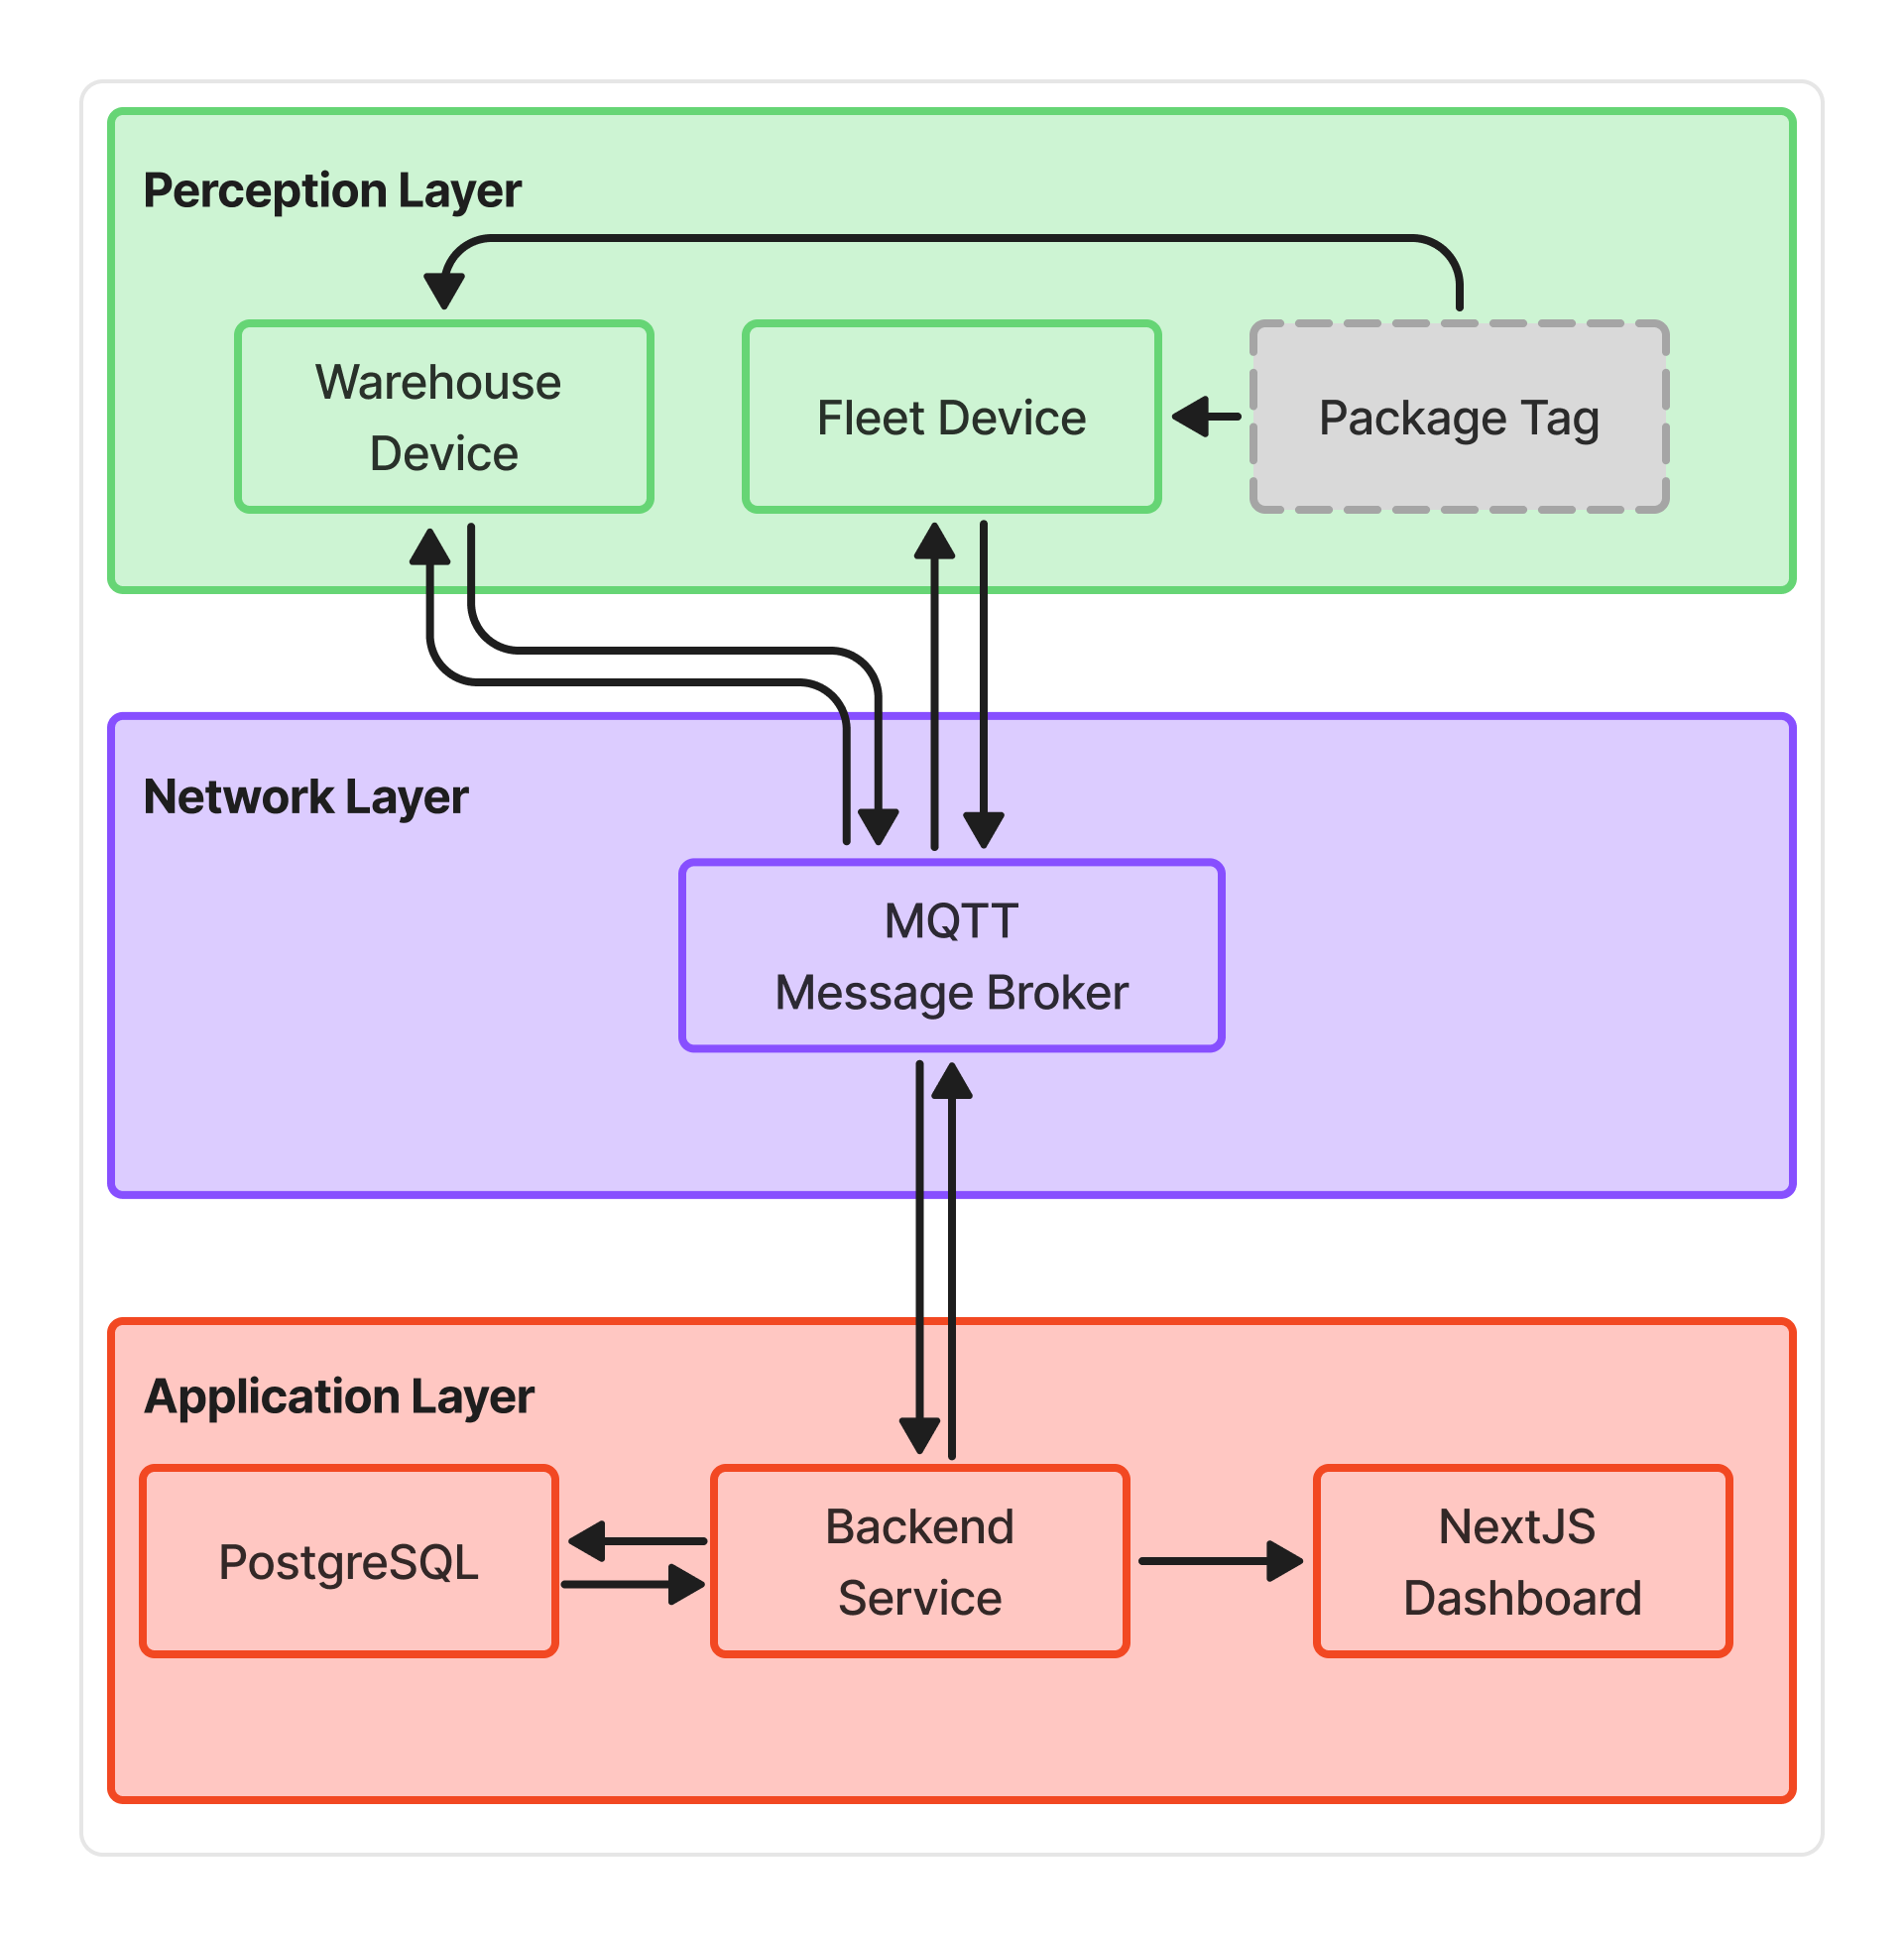 Perception Layer
Warehouse
Device
Fleet Device
Package Tag
Network Layer
MQTT
Message Broker
Application Layer
PostgreSQL
Backend
Service
NextJS
Dashboard